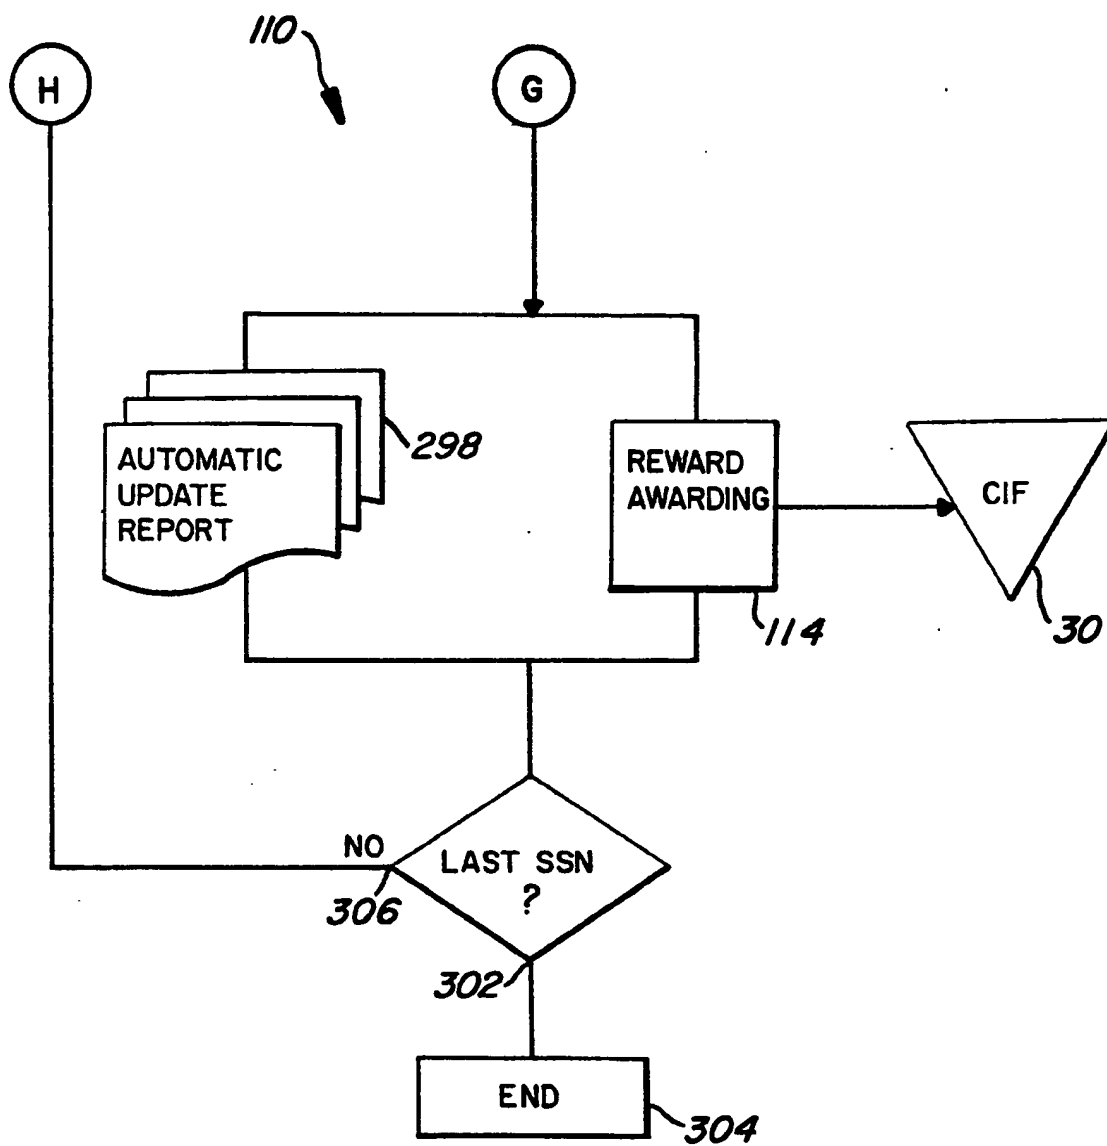 110
H
G
298
AUTOMATIC
UPDATE
REPORT
REWARD
AWARDING
CIF
114
30
NO
LAST SSN
?
306
302
END
304